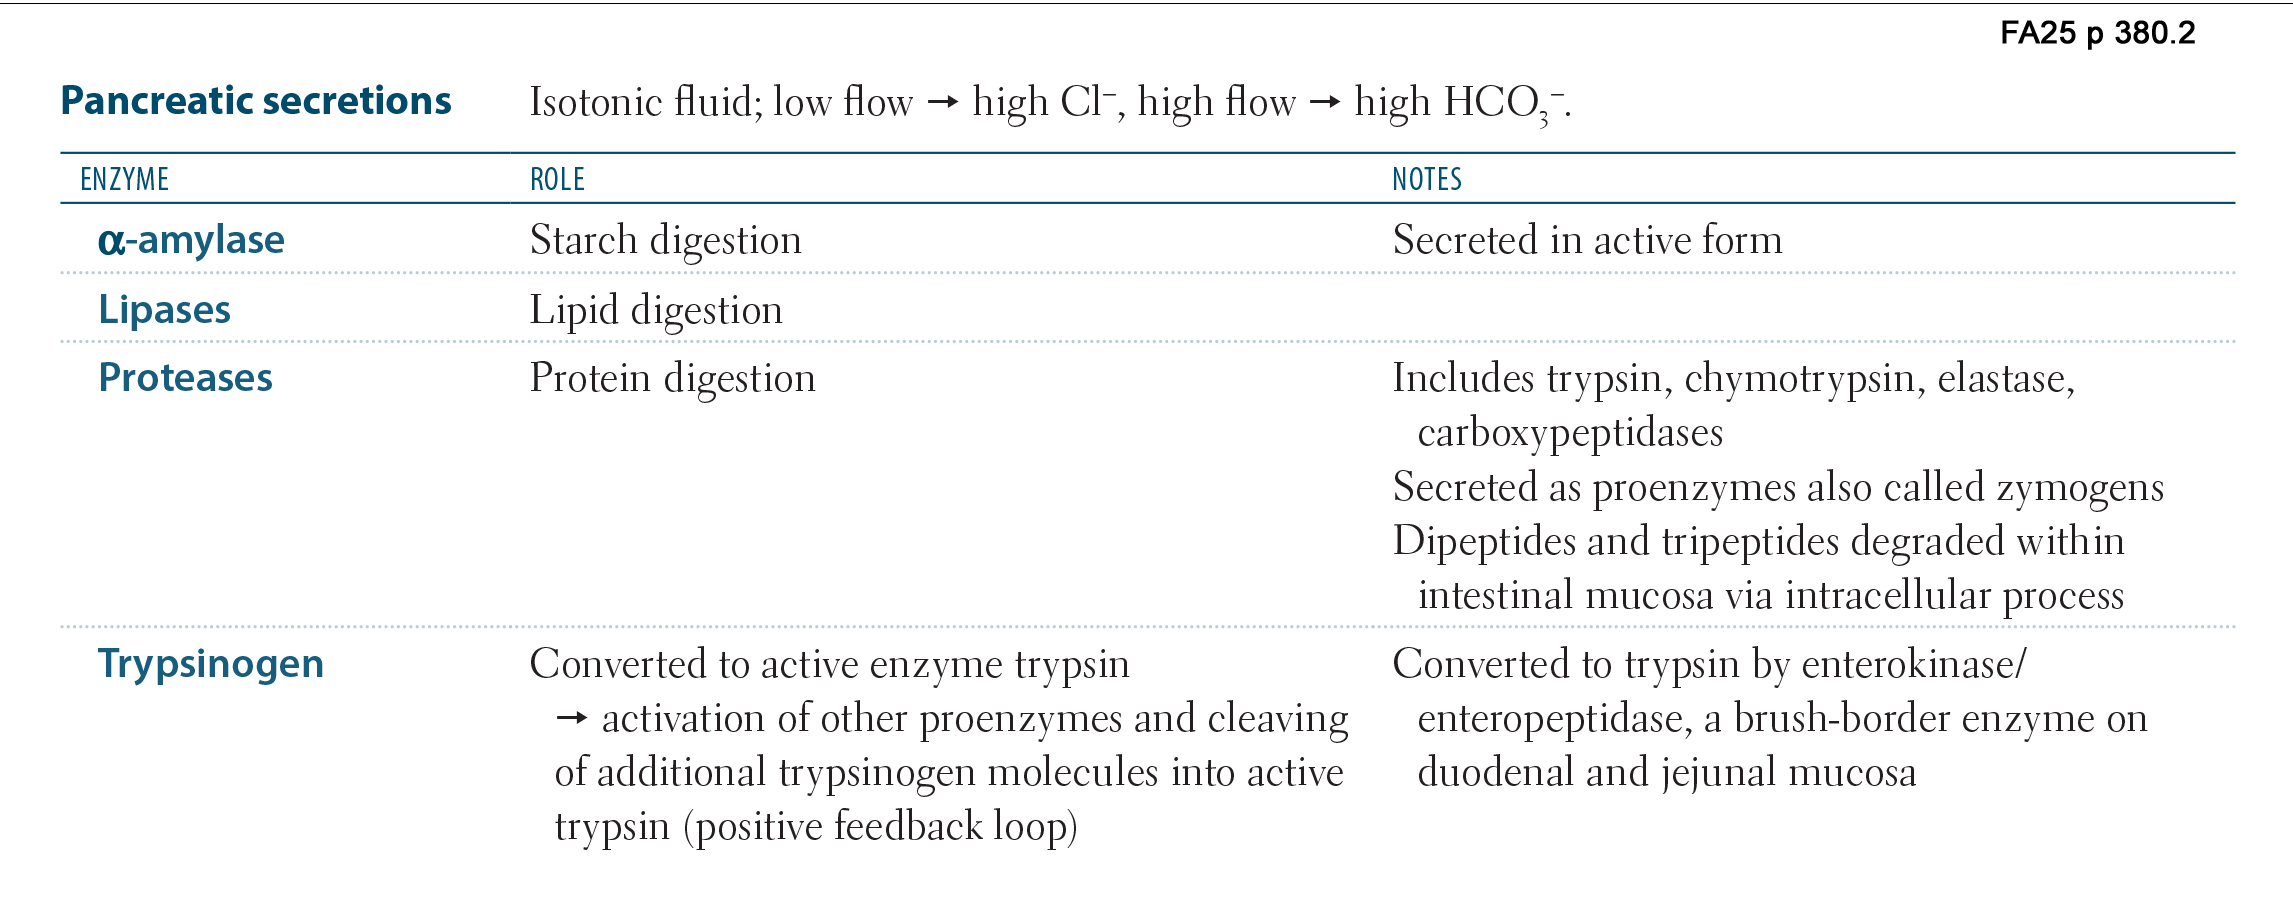 FA25 p 380.2
Pancreatic secretions Isotonic fluid; low flow → high Cl⁻, high flow → high HCO₃⁻.
ENZYME ROLE NOTES
α-amylase Starch digestion Secreted in active form
Lipases Lipid digestion
Proteases Protein digestion Includes trypsin, chymotrypsin, elastase,
carboxypeptidases
Secreted as proenzymes also called zymogens
Dipeptides and tripeptides degraded within
intestinal mucosa via intracellular process
Trypsinogen Converted to active enzyme trypsin Converted to trypsin by enterokinase/
→ activation of other proenzymes and cleaving enteropeptidase, a brush-border enzyme on
of additional trypsinogen molecules into active duodenal and jejunal mucosa
trypsin (positive feedback loop)